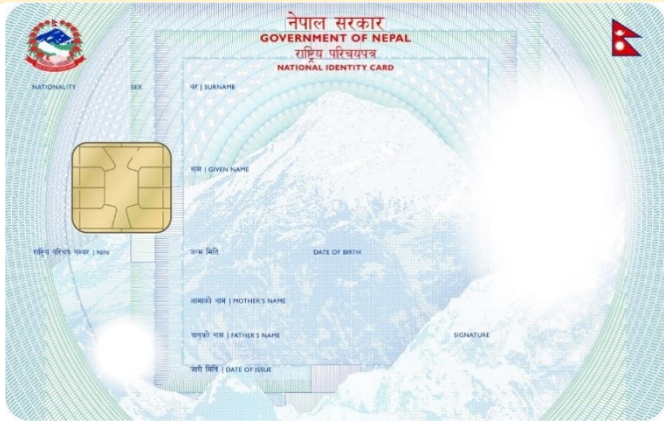 नेपाल सरकार
GOVERNMENT OF NEPAL
राष्ट्रिय परिचयपत्र
NATIONAL IDENTITY CARD
NATIONALITY SEX
थर | SURNAME
नाम | GIVEN NAME
राष्ट्रिय परिचय नम्बर | NIN
जन्म मिति DATE OF BIRTH
आमाको नाम | MOTHER'S NAME
बाबुको नाम | FATHER'S NAME
SIGNATURE
जारी मिति | DATE OF ISSUE